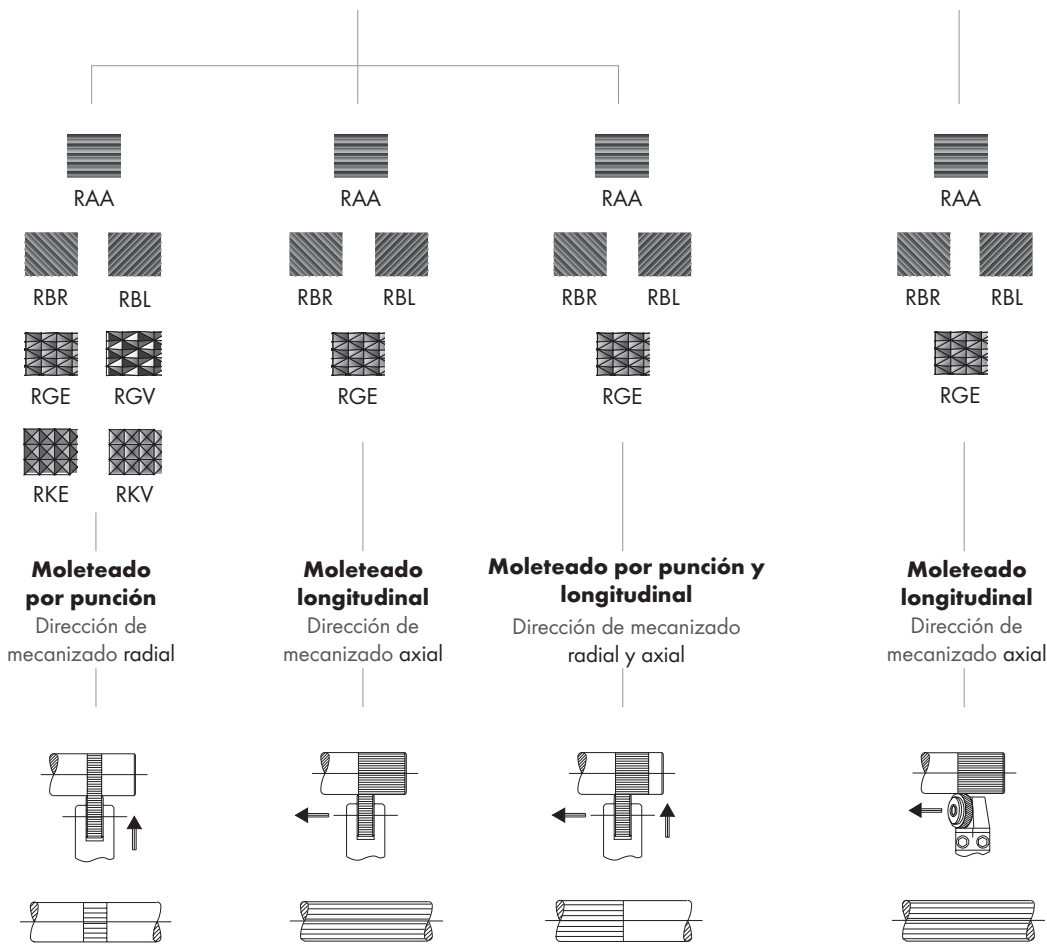 RAA
RBR RBL
RGE RGV
RKE RKV
Moleteado
por punción
Dirección de
mecanizado radial
RAA
RBR RBL
RGE
Moleteado
longitudinal
Dirección de
mecanizado axial
RAA
RBR RBL
RGE
Moleteado por punción y
longitudinal
Dirección de mecanizado
radial y axial
RAA
RBR RBL
RGE
Moleteado
longitudinal
Dirección de
mecanizado axial